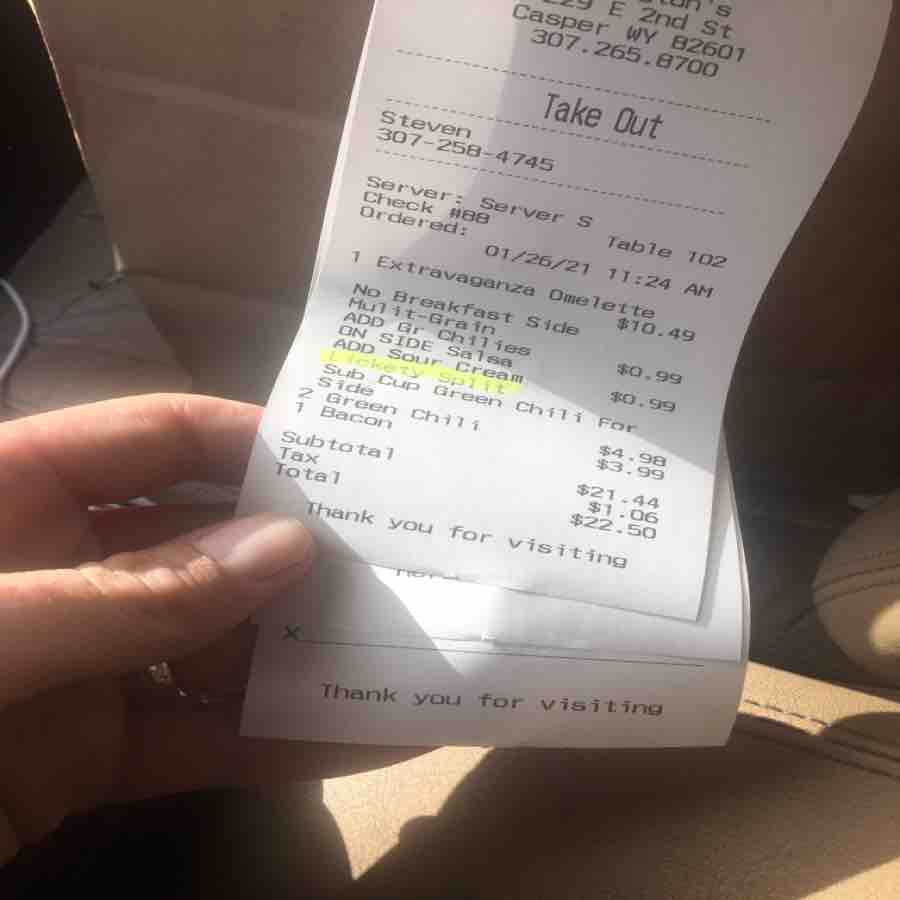 229 E 2nd St
Casper WY 82601
307.265.8700
Take Out
Steven
307-258-4745
Server: Server S
Check #88 Table 102
Ordered: 01/26/21 11:24 AM
1 Extravaganza Omelette $10.49
No Breakfast Side
Mulit-Grain
ADD Gr Chilies $0.99
ON SIDE Salsa
ADD Sour Cream $0.99
Lickety Split
Sub Cup Green Chili For
Side
2 Green Chili $4.98
1 Bacon $3.99
Subtotal $21.44
Tax $1.06
Total $22.50
Thank you for visiting
X
Thank you for visiting